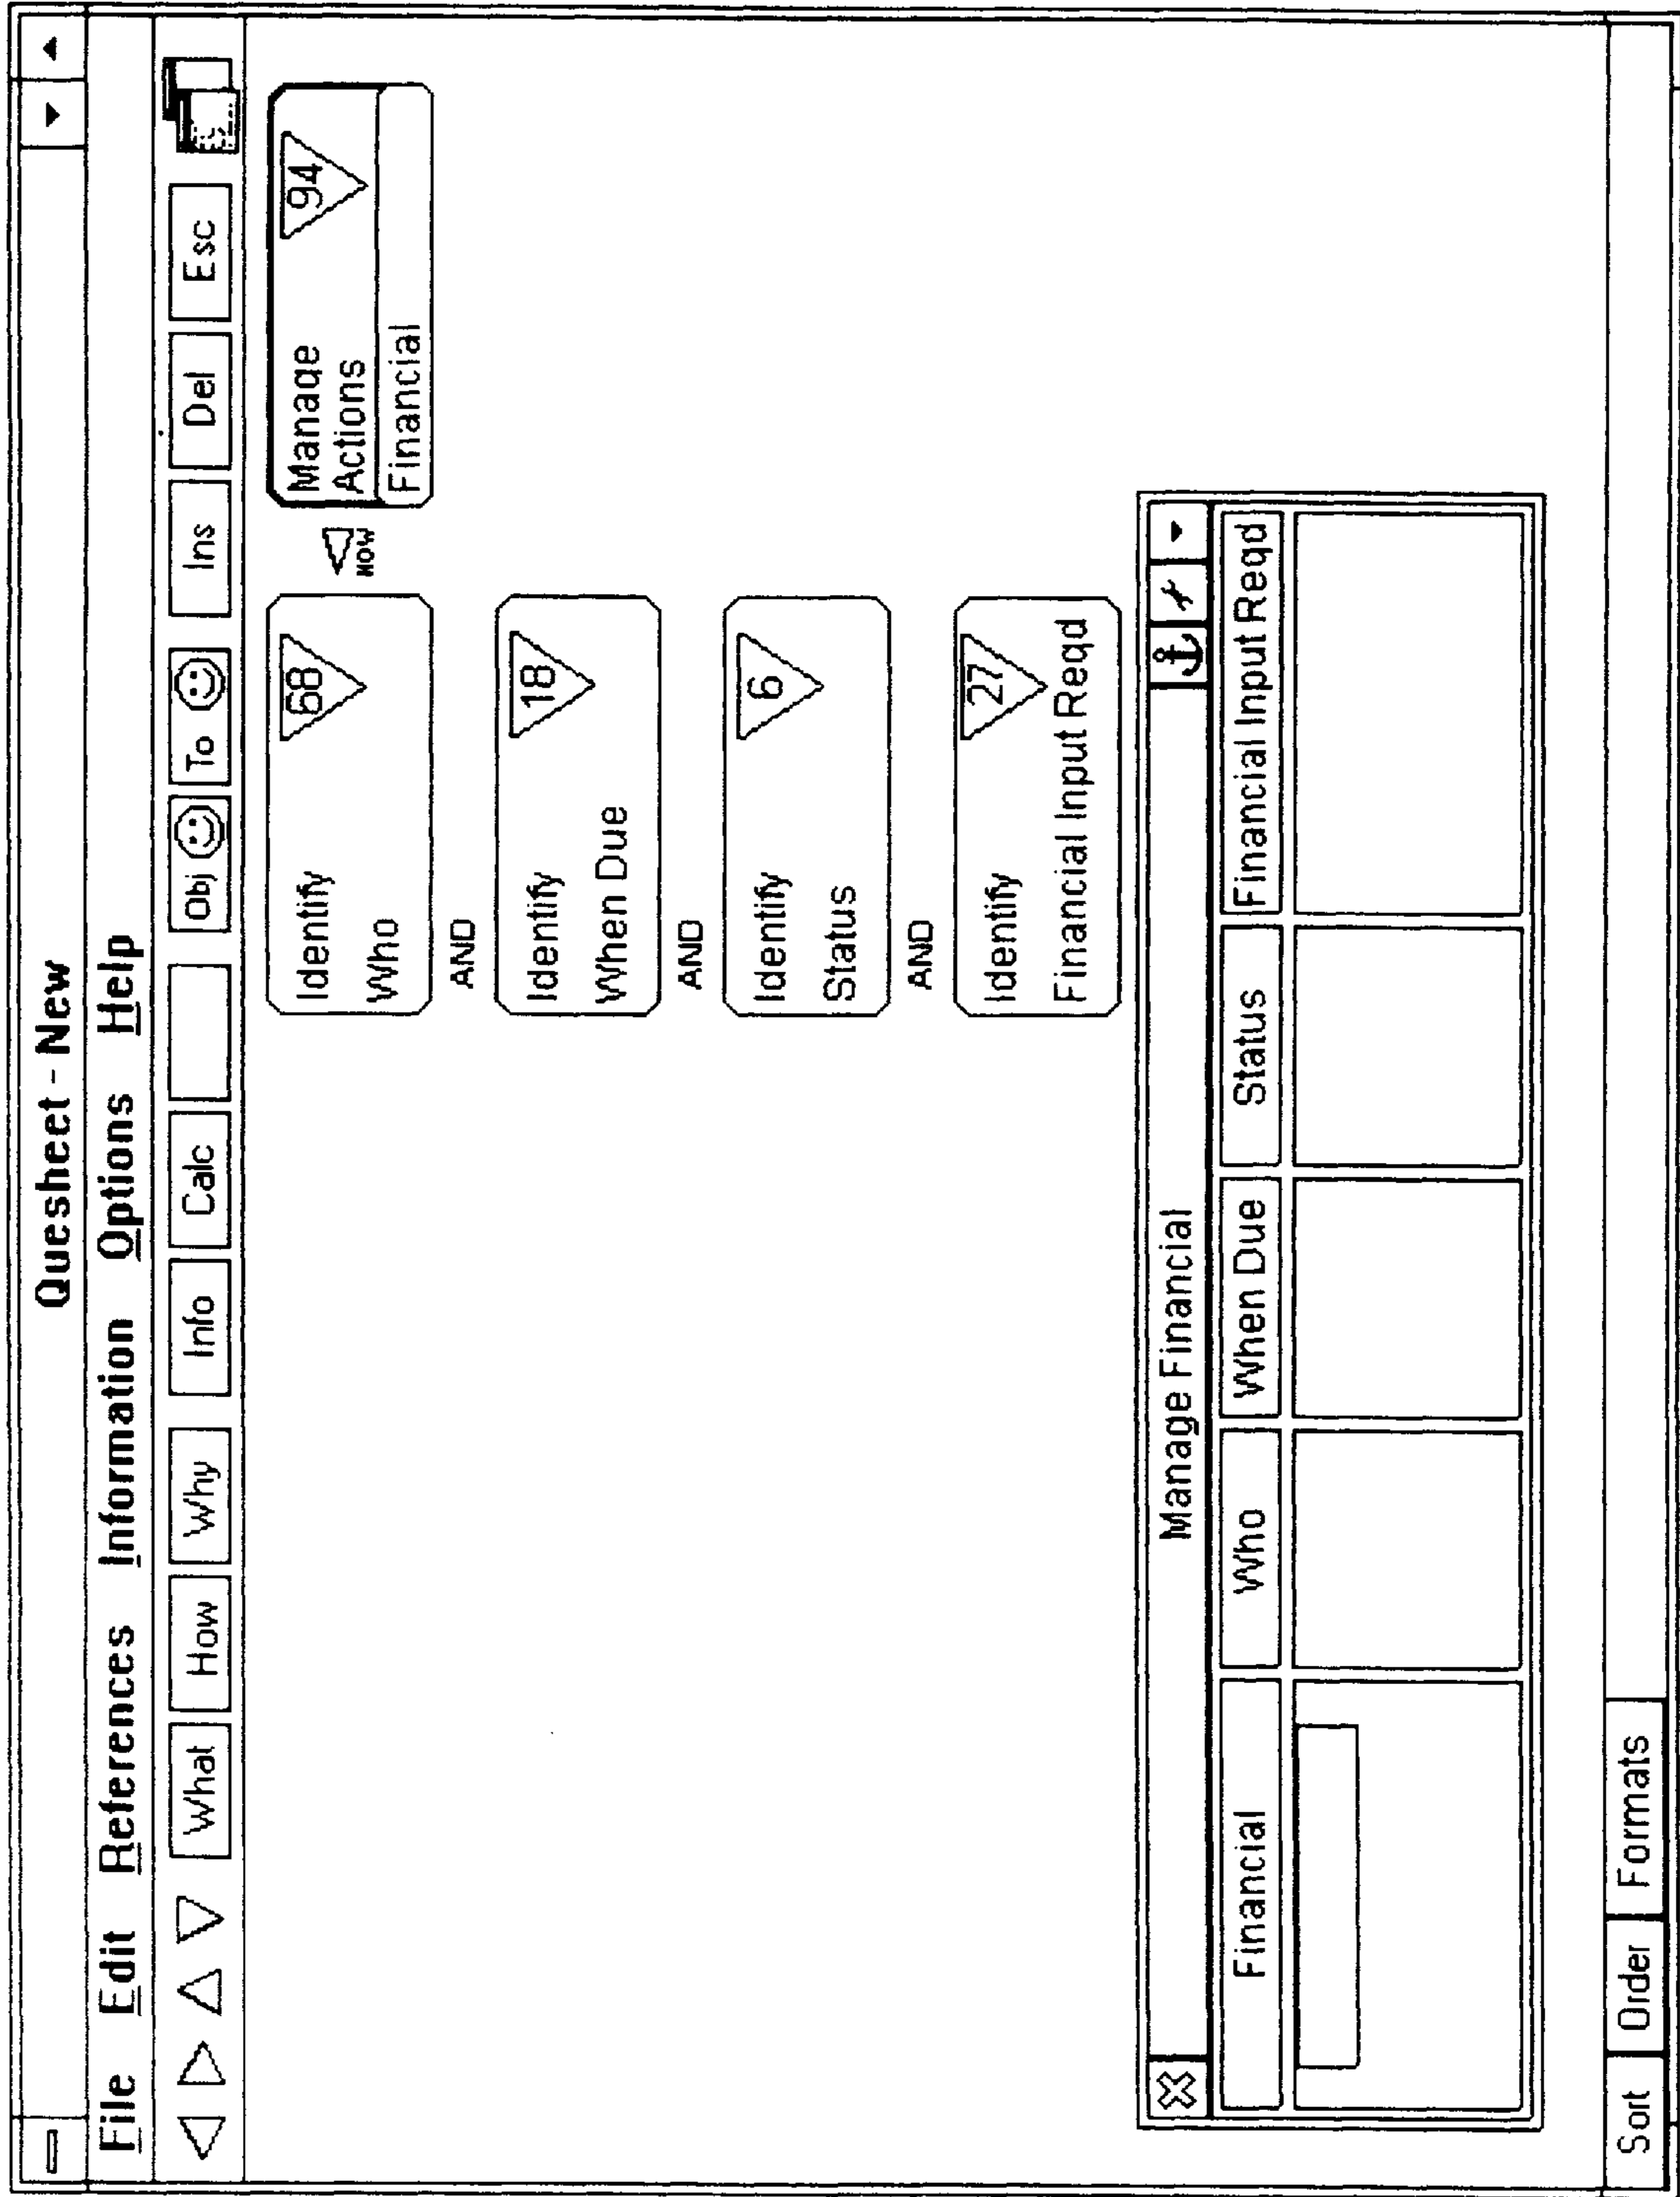 Quesheet - New
File Edit References Information Options Help
What How Why Info Calc Obj To Ins Del Esc
Identify 68
Who
HOW
Manage 94
Actions
Financial
AND
Identify 18
When Due
AND
Identify 6
Status
AND
Identify 27
Financial Input Reqd
Manage Financial
Financial Who When Due Status Financial Input Reqd
Sort Order Formats